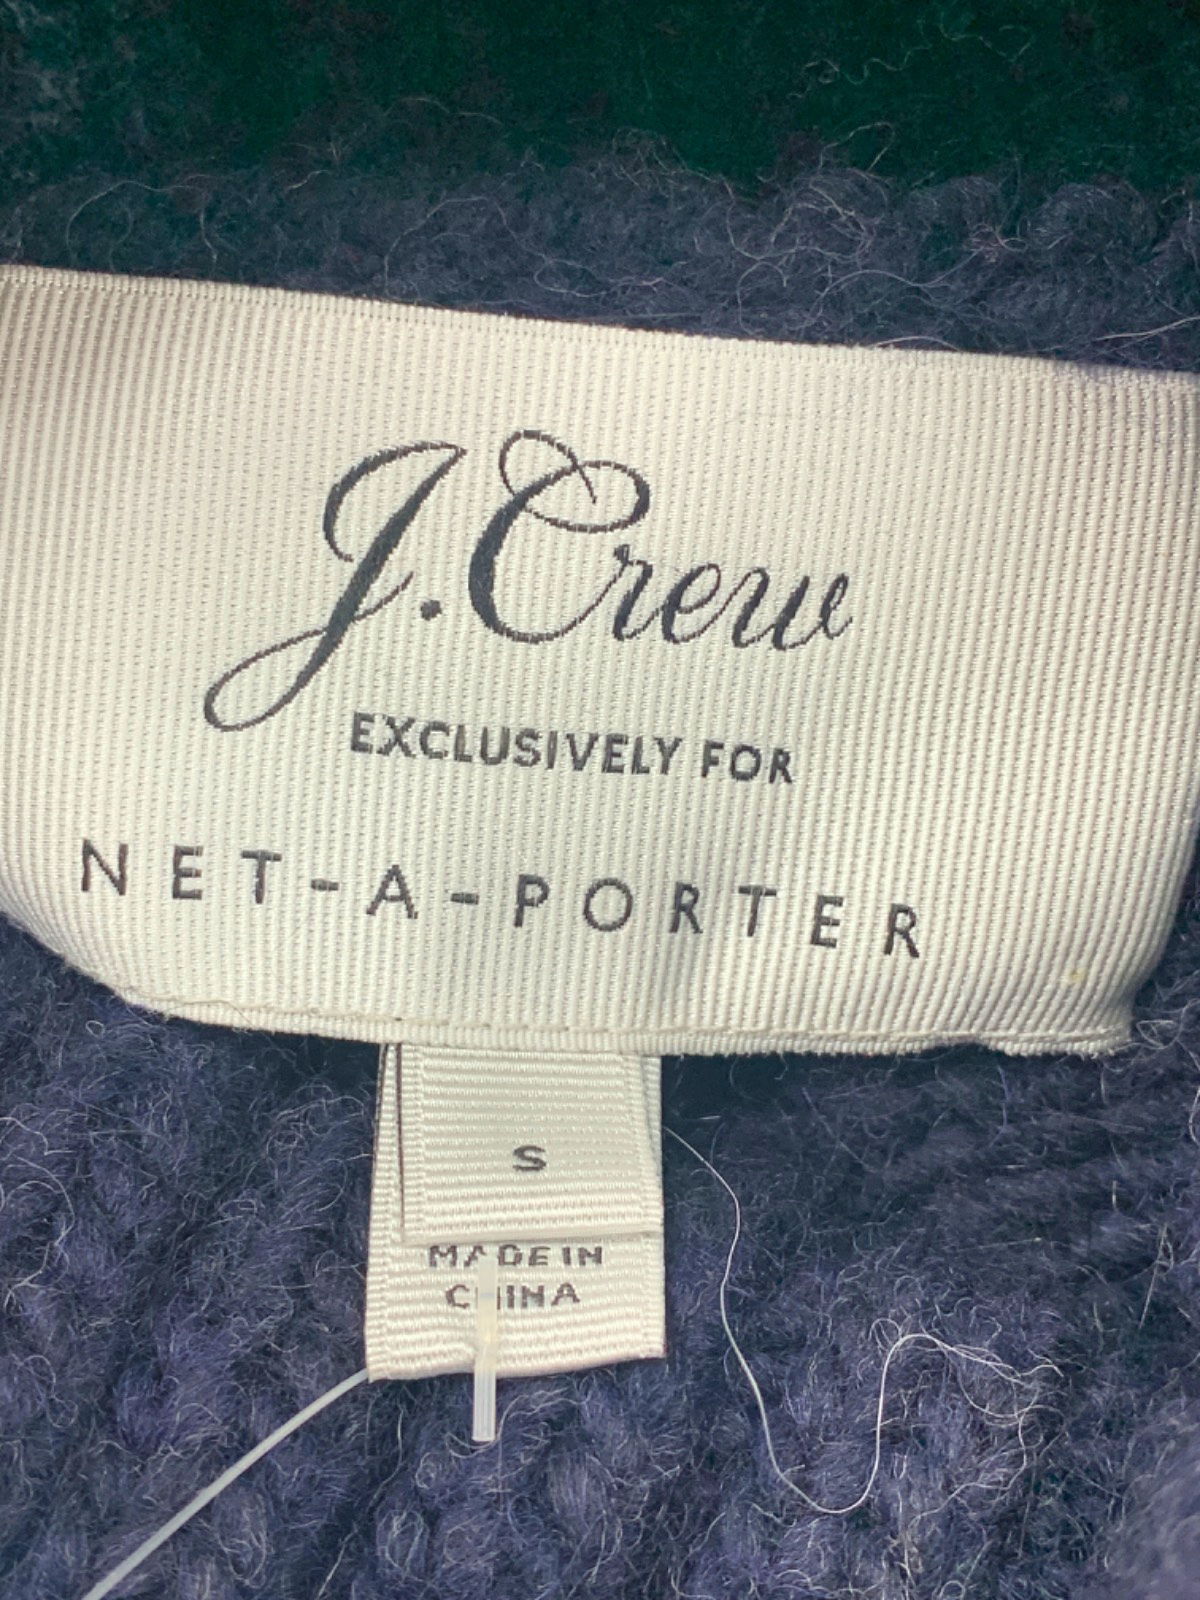 J.Crew
EXCLUSIVELY FOR
NET-A-PORTER
S
MADE IN
CHINA